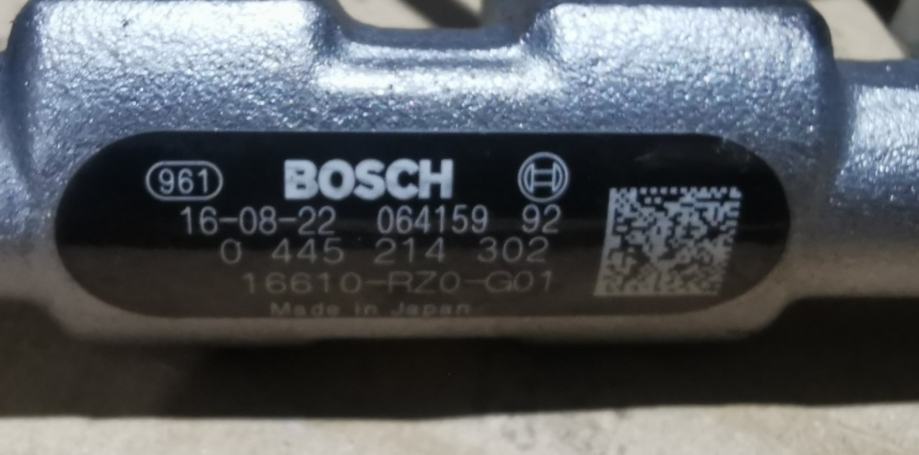 961 BOSCH
16-08-22 064159 92
0 445 214 302
16610-RZ0-G01
Made in Japan